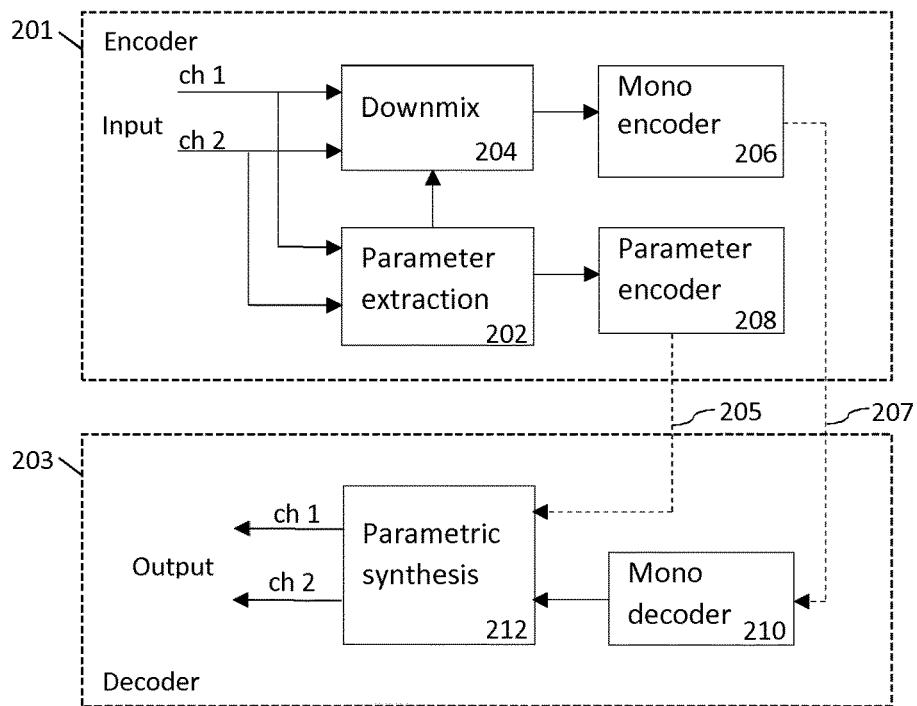 201
Encoder
ch 1
Input
ch 2
Downmix
204
Mono
encoder
206
Parameter
extraction
202
Parameter
encoder
208
205
207
203
ch 1
Output
ch 2
Parametric
synthesis
212
Mono
decoder
210
Decoder